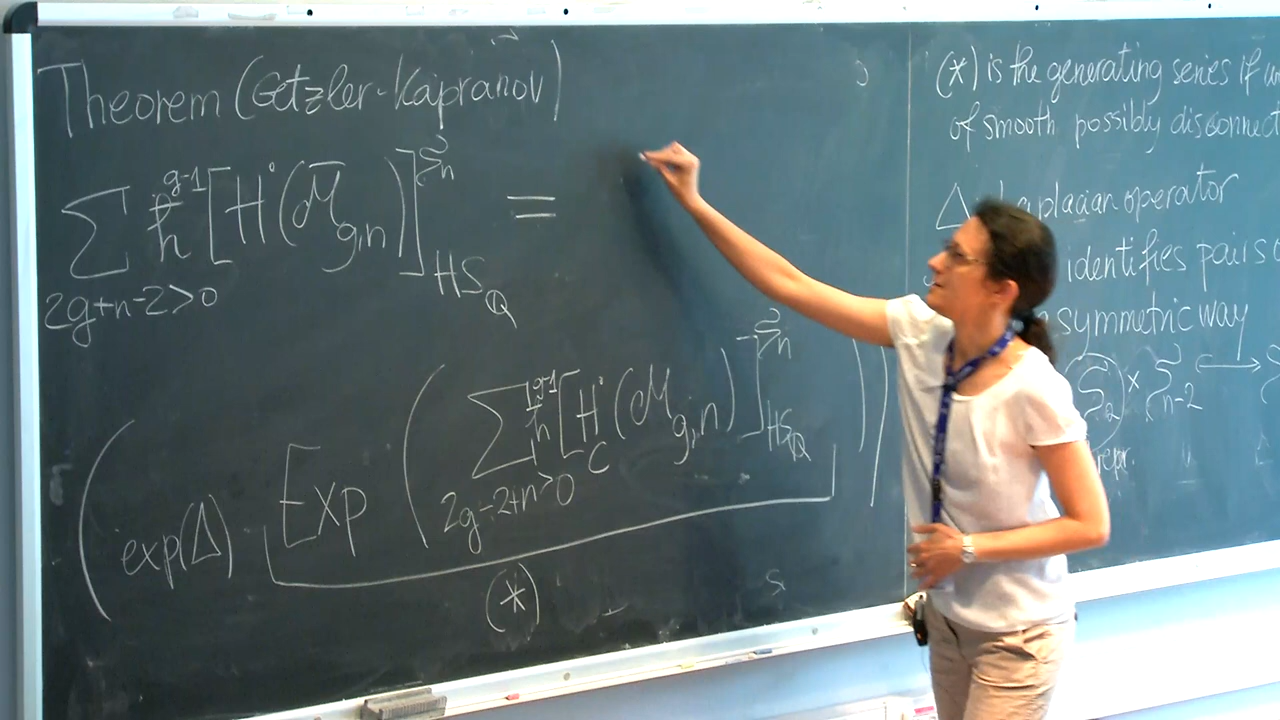 Theorem (Getzler-Kapranov)
∑ ħ^{g-1} [H^•(M̄_{g,n})]^{S_n}_{HS_Q} =
2g+n-2>0
(exp(Δ) Exp (∑ ħ^{g-1} [H^•_C(M_{g,n})]^{S_n}_{HS_Q}))
2g-2+n>0
(*)
(*) is the generating series if
of smooth possibly disconnect
Δ Laplacian operator
identifies pairs
symmetric way
S_2 × S_{n-2} ⟷
repr.